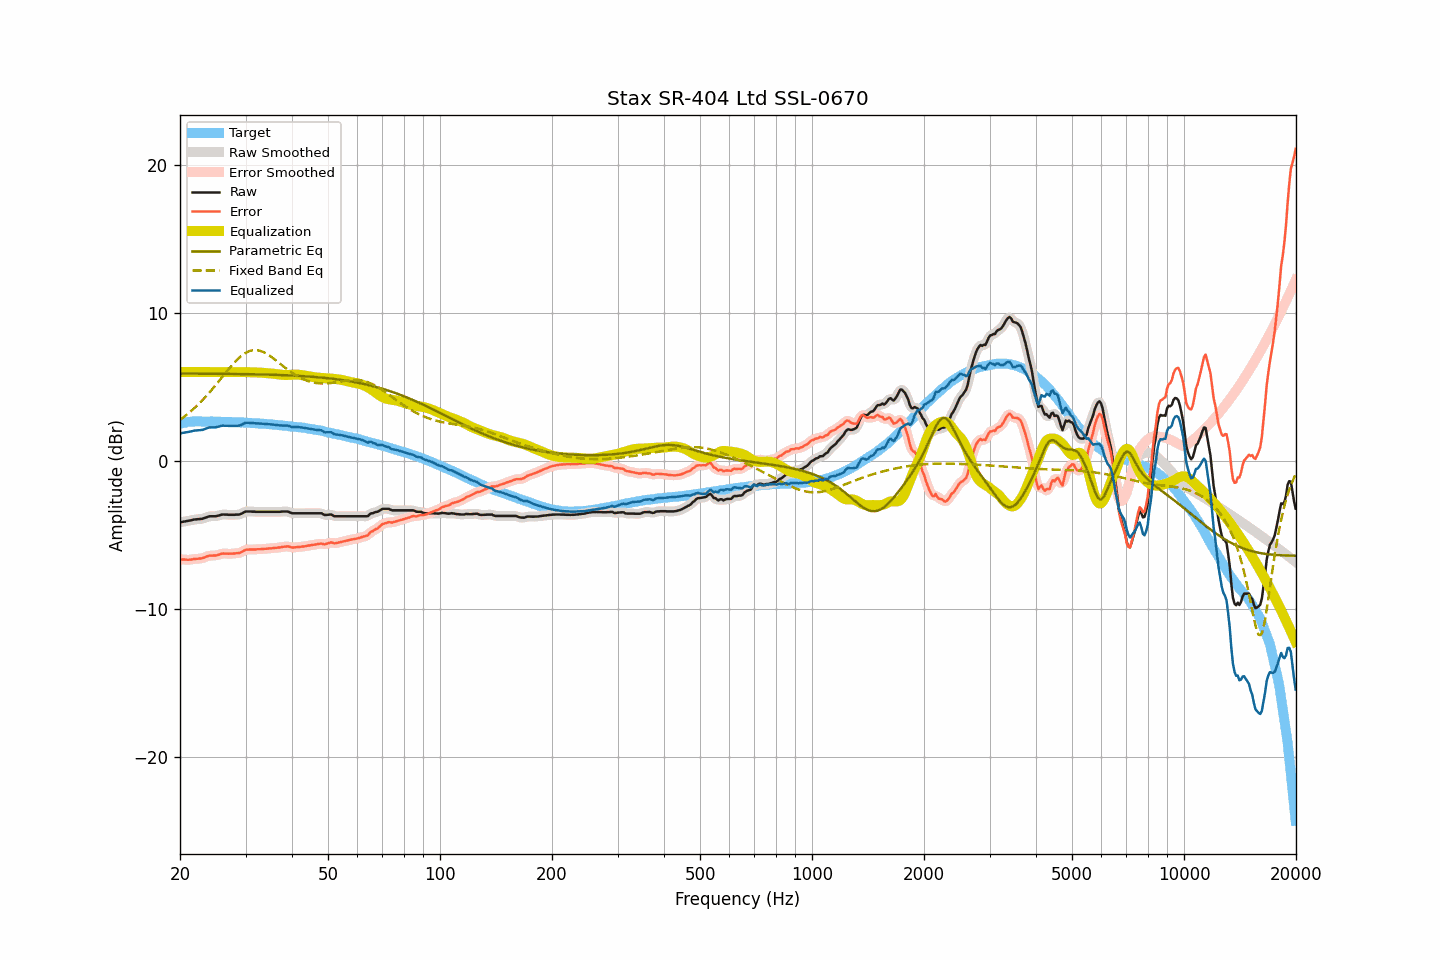 Stax SR-404 Ltd SSL-0670
Target
Raw Smoothed
Error Smoothed
Raw
Error
Equalization
Parametric Eq
Fixed Band Eq
Equalized
20
10
0
−10
−20
Amplitude (dBr)
20 50 100 200 500 1000 2000 5000 10000 20000
Frequency (Hz)